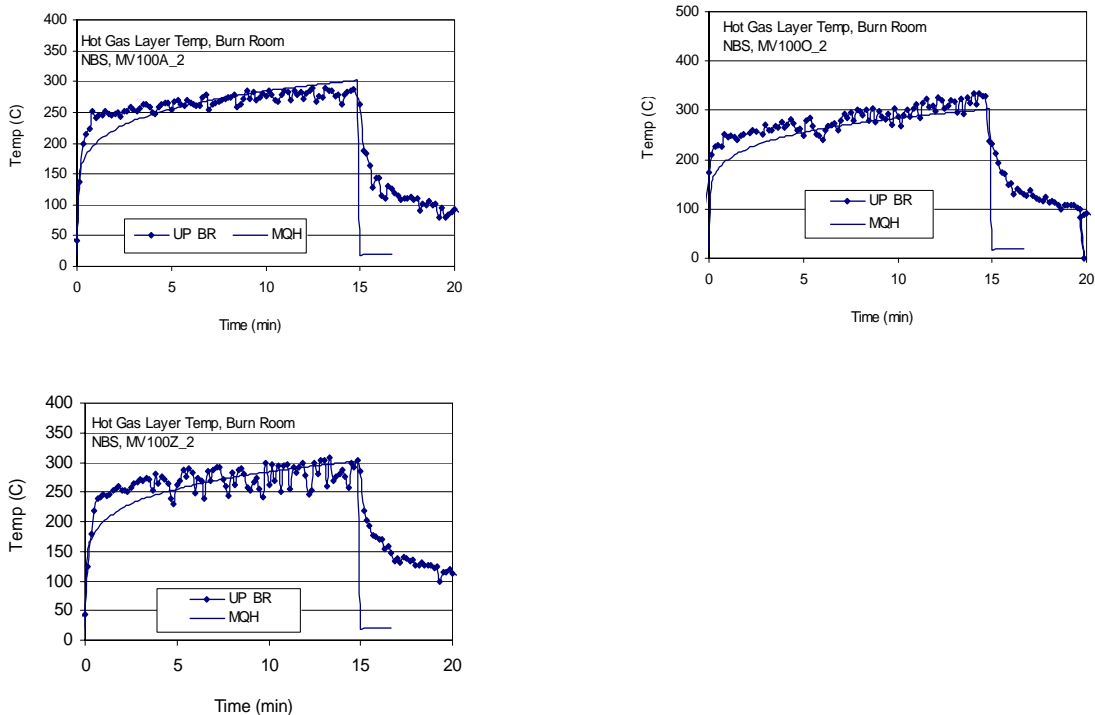 Hot Gas Layer Temp, Burn Room
NBS, MV100A_2
Temp (C)
400
350
300
250
200
150
100
50
0
UP BR
MQH
0 5 10 15 20
Time (min)
Hot Gas Layer Temp, Burn Room
NBS, MV100O_2
Temp (C)
500
400
300
200
100
0
UP BR
MQH
0 5 10 15 20
Time (min)
Hot Gas Layer Temp, Burn Room
NBS, MV100Z_2
Temp (C)
400
350
300
250
200
150
100
50
0
UP BR
MQH
0 5 10 15 20
Time (min)